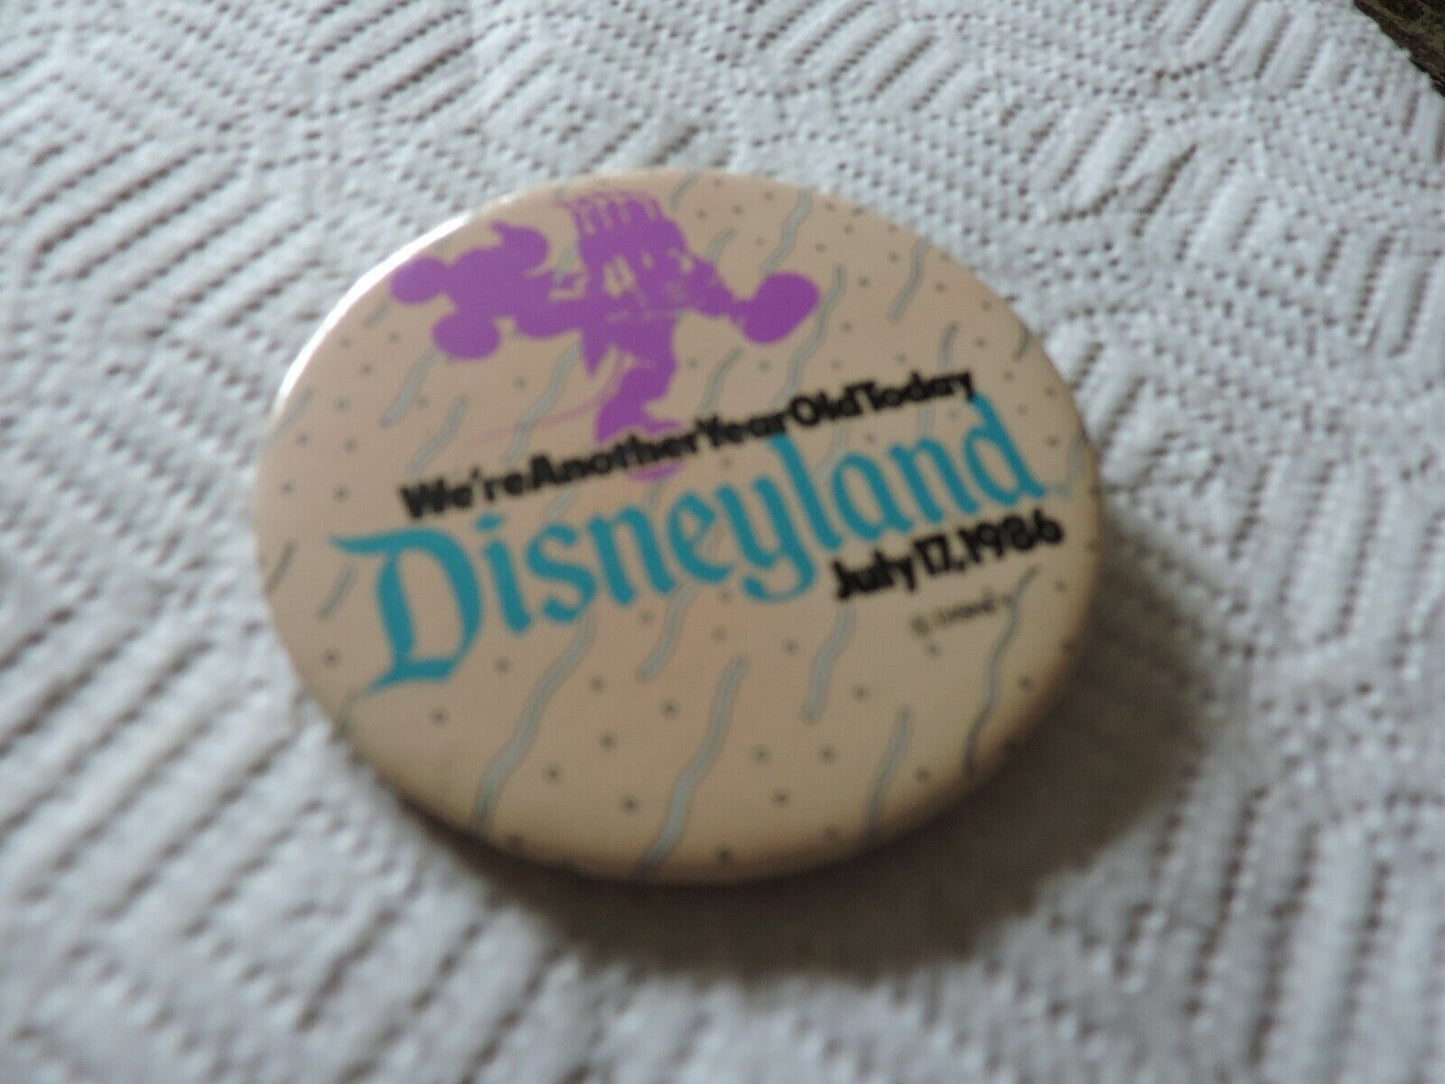 We're Another Year Old Today
Disneyland
July 17, 1986